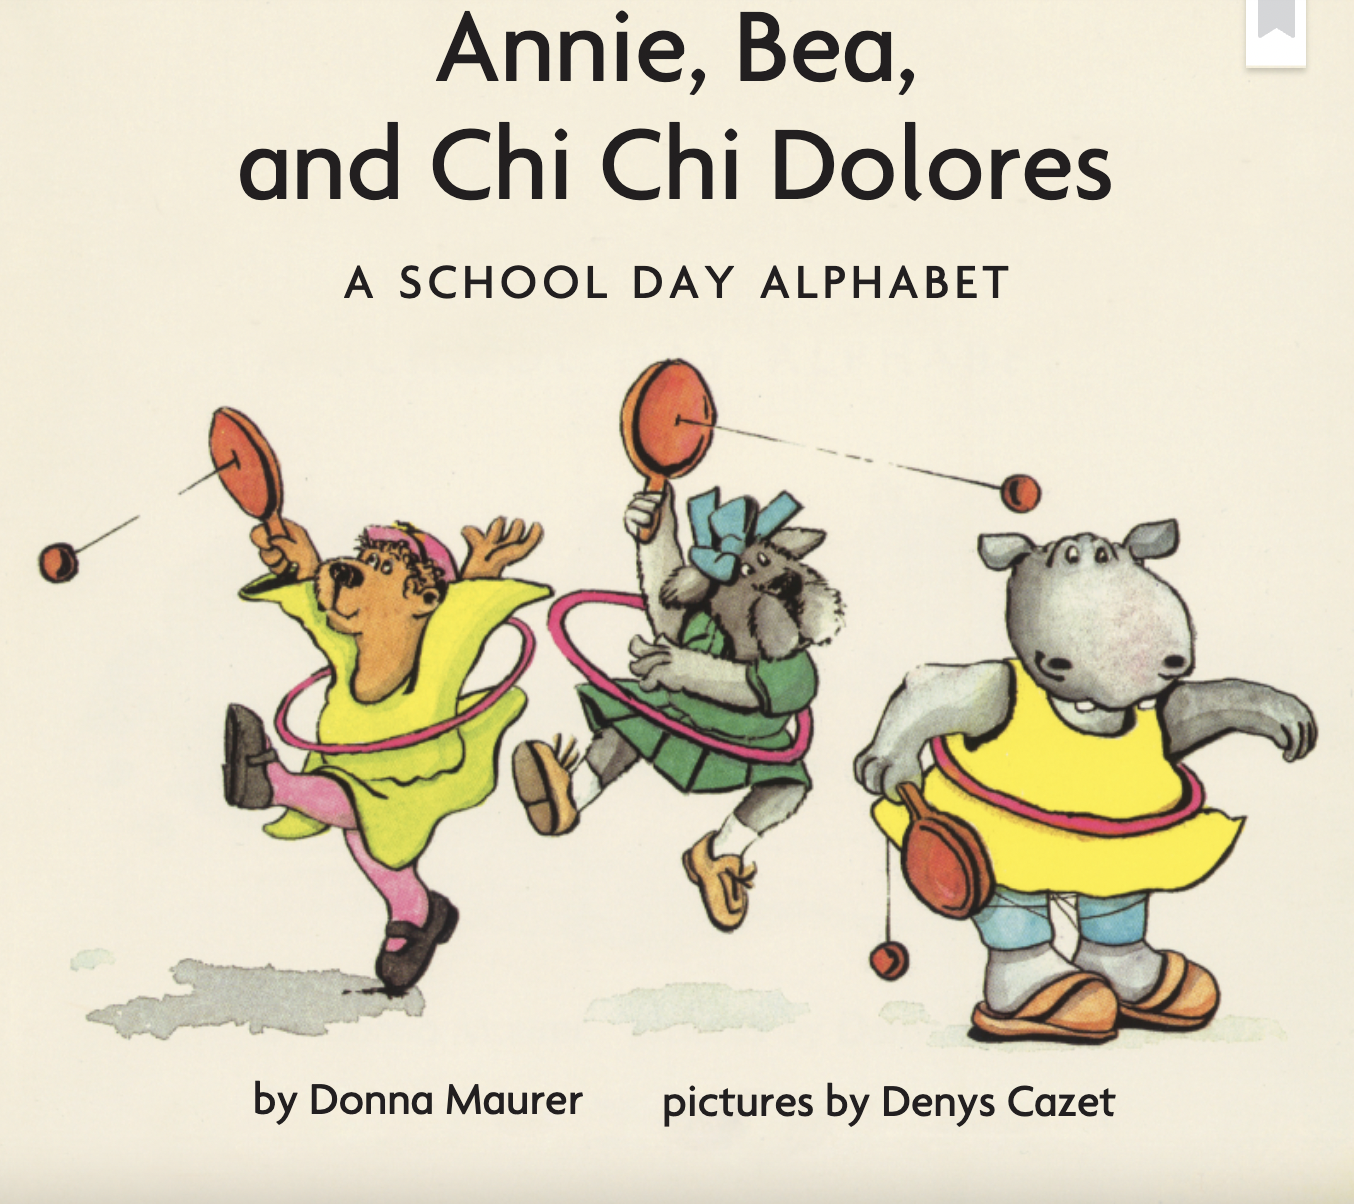 Annie, Bea,
and Chi Chi Dolores
A SCHOOL DAY ALPHABET
by Donna Maurer
pictures by Denys Cazet